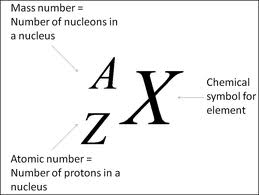 Mass number =
Number of nucleons in
a nucleus
A
X
Z
Chemical
symbol for
element
Atomic number =
Number of protons in a
nucleus